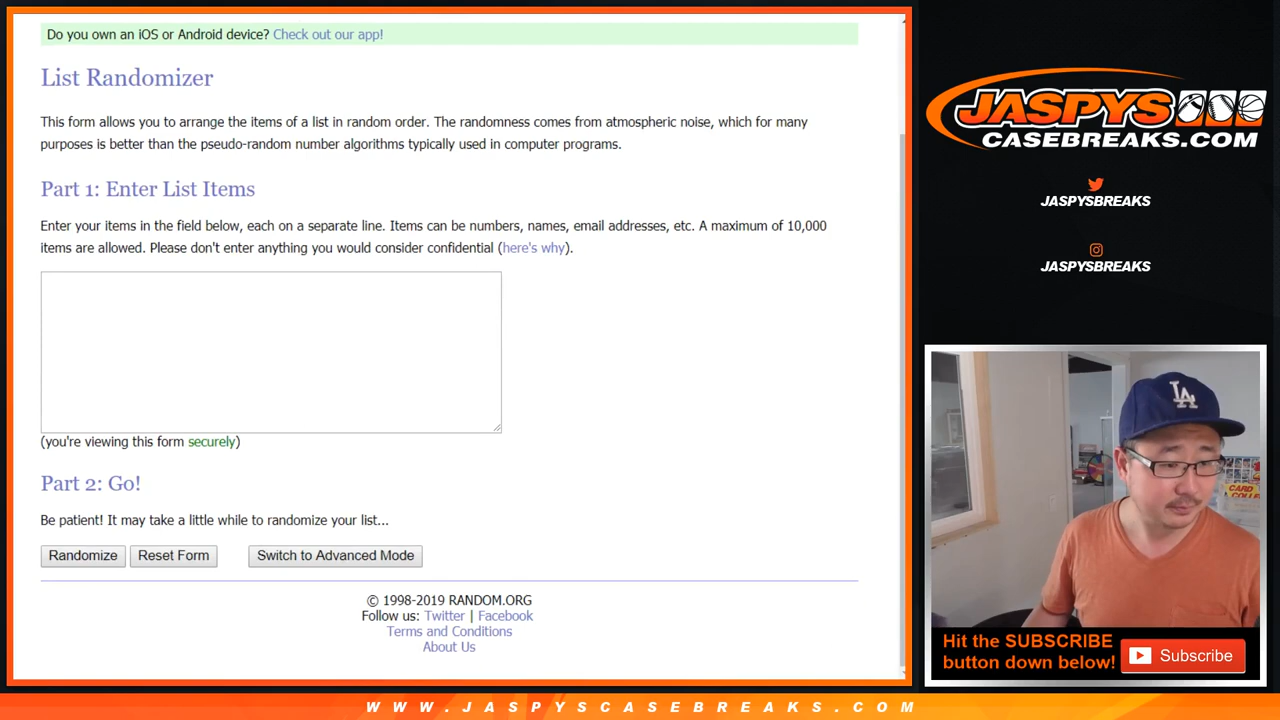 Do you own an iOS or Android device? Check out our app!
List Randomizer
This form allows you to arrange the items of a list in random order. The randomness comes from atmospheric noise, which for many
purposes is better than the pseudo-random number algorithms typically used in computer programs.
Part 1: Enter List Items
Enter your items in the field below, each on a separate line. Items can be numbers, names, email addresses, etc. A maximum of 10,000
items are allowed. Please don't enter anything you would consider confidential (here's why).
(you're viewing this form securely)
Part 2: Go!
Be patient! It may take a little while to randomize your list...
Randomize Reset Form Switch to Advanced Mode
© 1998-2019 RANDOM.ORG
Follow us: Twitter | Facebook
Terms and Conditions
About Us
JASPYS
CASEBREAKS.COM
JASPYSBREAKS
JASPYSBREAKS
LA
CARD
Hit the SUBSCRIBE
button down below!
Subscribe
WWW.JASPYSCASEBREAKS.COM